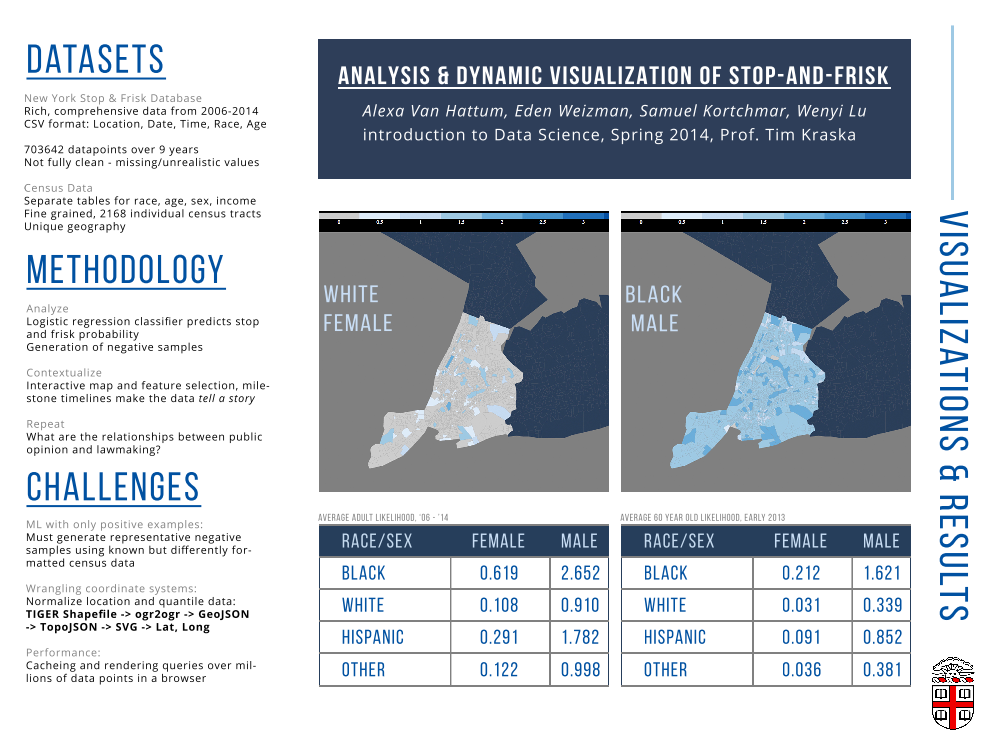 DATASETS
New York Stop & Frisk Database
Rich, comprehensive data from 2006-2014
CSV format: Location, Date, Time, Race, Age
703642 datapoints over 9 years
Not fully clean - missing/unrealistic values
Census Data
Separate tables for race, age, sex, income
Fine grained, 2168 individual census tracts
Unique geography
METHODOLOGY
Analyze
Logistic regression classifier predicts stop
and frisk probability
Generation of negative samples
Contextualize
Interactive map and feature selection, mile-
stone timelines make the data tell a story
Repeat
What are the relationships between public
opinion and lawmaking?
CHALLENGES
ML with only positive examples:
Must generate representative negative
samples using known but differently for-
matted census data
Wrangling coordinate systems:
Normalize location and quantile data:
TIGER Shapefile -> ogr2ogr -> GeoJSON
-> TopoJSON -> SVG -> Lat, Long
Performance:
Cacheing and rendering queries over mil-
lions of data points in a browser
ANALYSIS & DYNAMIC VISUALIZATION OF STOP-AND-FRISK
Alexa Van Hattum, Eden Weizman, Samuel Kortchmar, Wenyi Lu
introduction to Data Science, Spring 2014, Prof. Tim Kraska
0 0.5 1 1.5 2 2.5 3
WHITE
FEMALE
0 0.5 1 1.5 2 2.5 3
BLACK
MALE
AVERAGE ADULT LIKELIHOOD, '06 - '14
RACE/SEX FEMALE MALE
BLACK 0.619 2.652
WHITE 0.108 0.910
HISPANIC 0.291 1.782
OTHER 0.122 0.998
AVERAGE 60 YEAR OLD LIKELIHOOD, EARLY 2013
RACE/SEX FEMALE MALE
BLACK 0.212 1.621
WHITE 0.031 0.339
HISPANIC 0.091 0.852
OTHER 0.036 0.381
VISUALIZATIONS & RESULTS